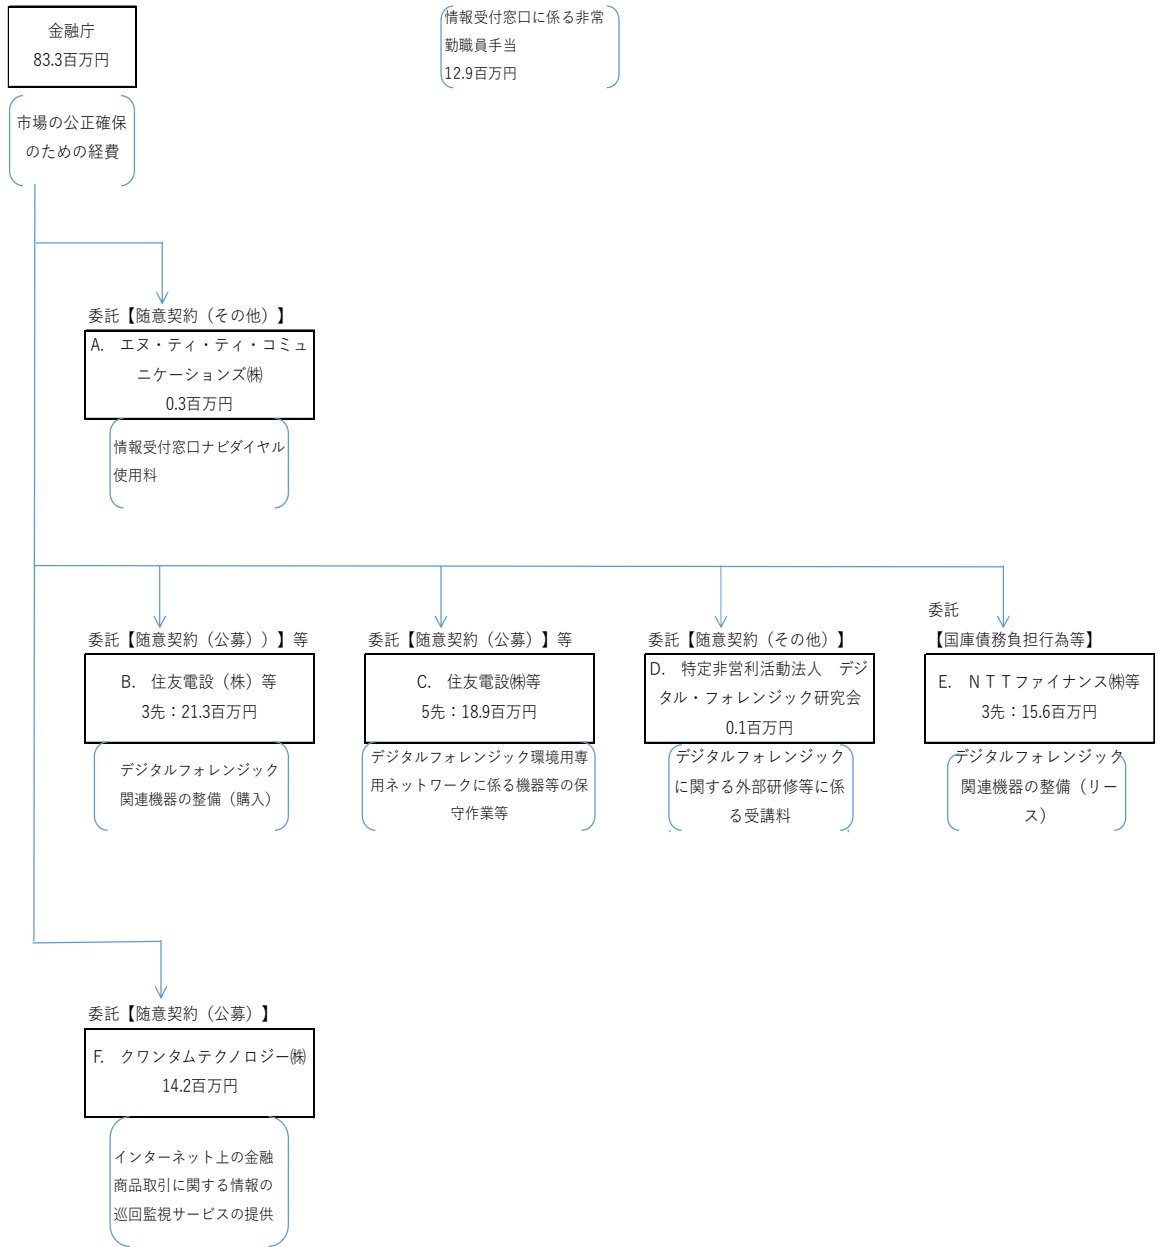 金融庁
83.3百万円
情報受付窓口に係る非常
勤職員手当
12.9百万円
市場の公正確保
のための経費
委託【随意契約（その他）】
A.　エヌ・ティ・ティ・コミュ
ニケーションズ㈱
0.3百万円
情報受付窓口ナビダイヤル
使用料
委託【随意契約（公募））】等
B.　住友電設（株）等
3先：21.3百万円
デジタルフォレンジック
関連機器の整備（購入）
委託【随意契約（公募）】等
C.　住友電設㈱等
5先：18.9百万円
デジタルフォレンジック環境用専
用ネットワークに係る機器等の保
守作業等
委託【随意契約（その他）】
D.　特定非営利活動法人　デジ
タル・フォレンジック研究会
0.1百万円
デジタルフォレンジック
に関する外部研修等に係
る受講料
委託
【国庫債務負担行為等】
E.　ＮＴＴファイナンス㈱等
3先：15.6百万円
デジタルフォレンジック
関連機器の整備（リー
ス）
委託【随意契約（公募）】
F.　クワンタムテクノロジー㈱
14.2百万円
インターネット上の金融
商品取引に関する情報の
巡回監視サービスの提供